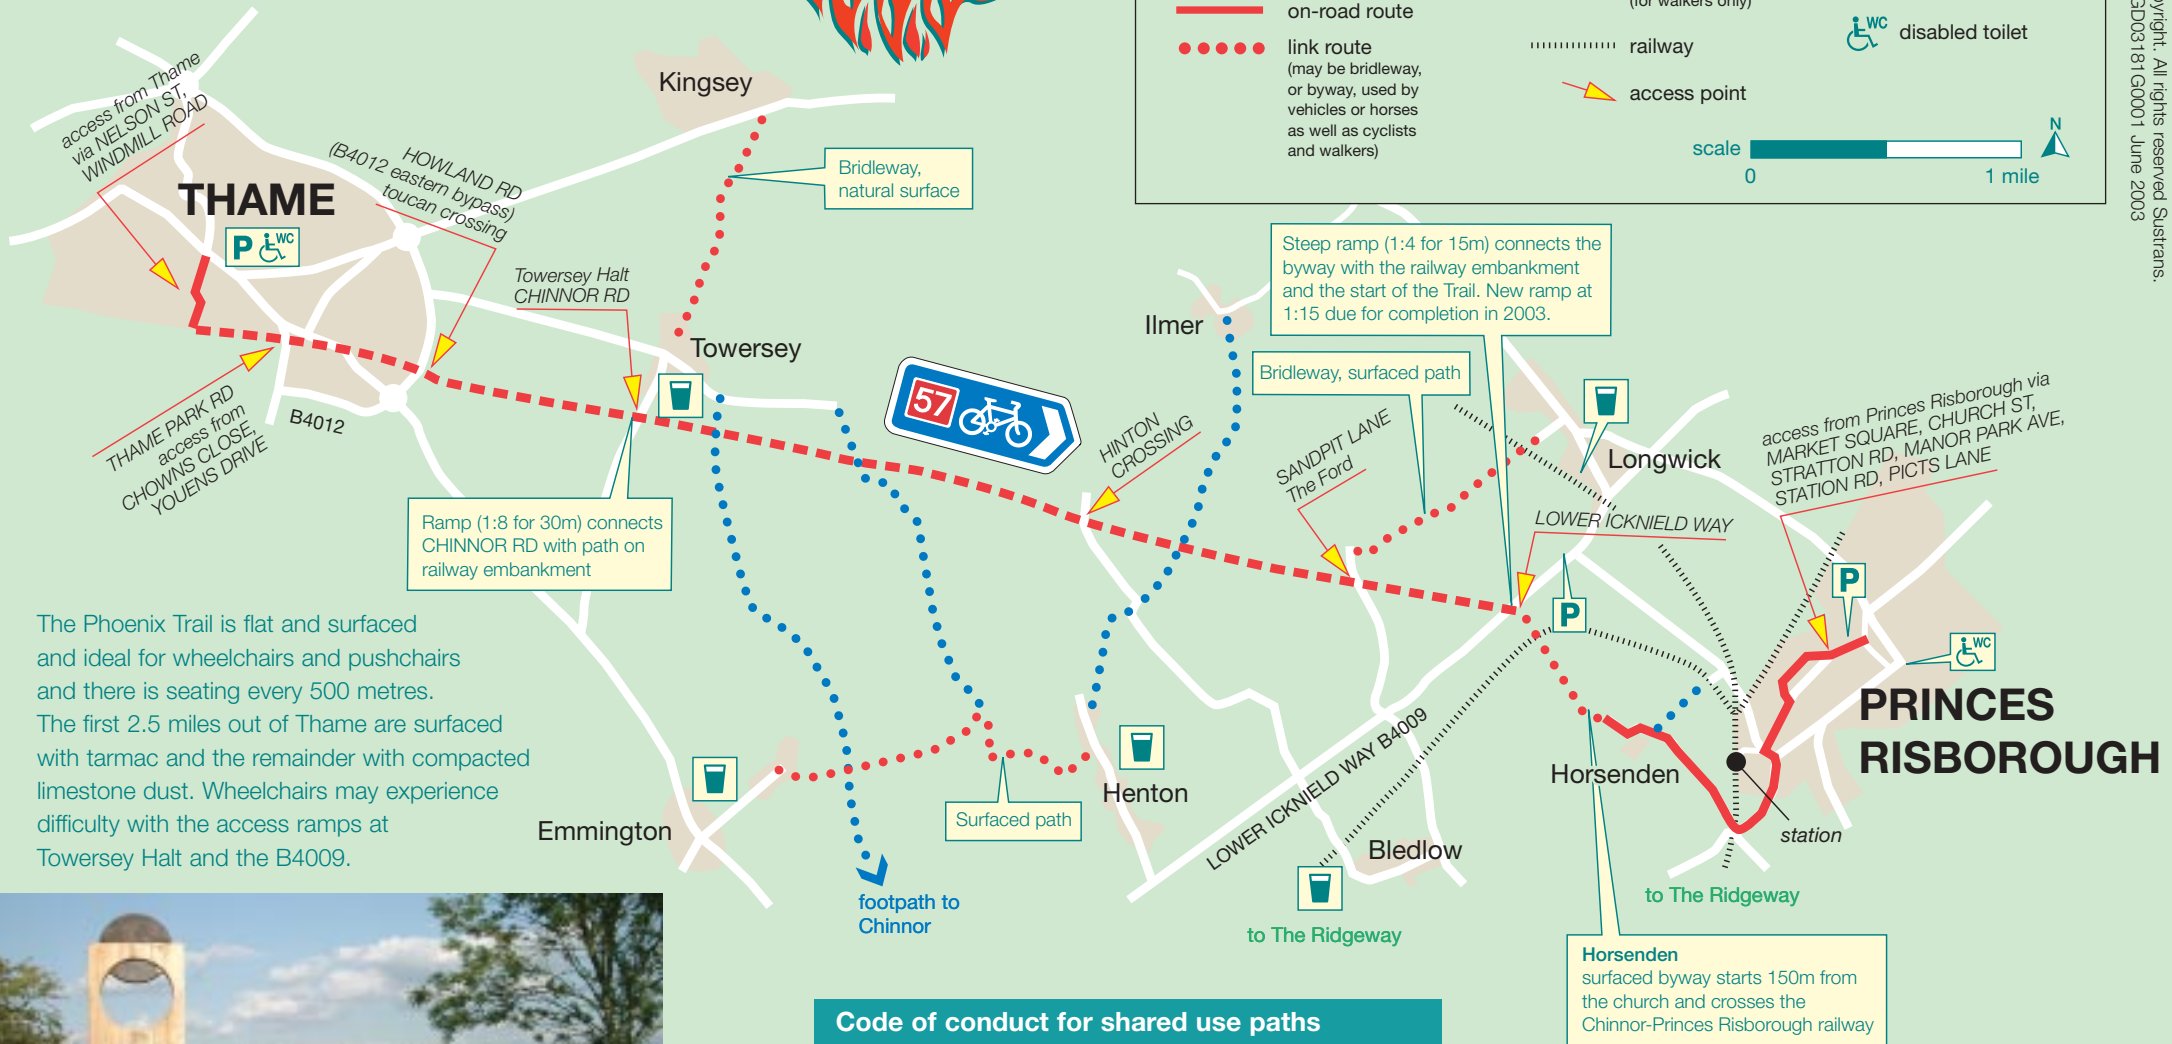 on-road route
link route
(may be bridleway,
or byway, used by
vehicles or horses
as well as cyclists
and walkers)
(for walkers only)
railway
access point
WC
disabled toilet
scale
0
1 mile
N
pyright. All rights reserved Sustrans.
GD03181G0001 June 2003
access from Thame
via NELSON ST,
WINDMILL ROAD
THAME
P WC
HOWLAND RD
(B4012 eastern bypass)
toucan crossing
Kingsey
Bridleway,
natural surface
Towersey Halt
CHINNOR RD
Towersey
THAME PARK RD
access from
CHOWNS CLOSE,
YOUENS DRIVE
B4012
Ramp (1:8 for 30m) connects
CHINNOR RD with path on
railway embankment
57
HINTON
CROSSING
Ilmer
Steep ramp (1:4 for 15m) connects the
byway with the railway embankment
and the start of the Trail. New ramp at
1:15 due for completion in 2003.
Bridleway, surfaced path
SANDPIT LANE
The Ford
Longwick
LOWER ICKNIELD WAY
access from Princes Risborough via
MARKET SQUARE, CHURCH ST,
STRATTON RD, MANOR PARK AVE,
STATION RD, PICTS LANE
P
P
WC
PRINCES
RISBOROUGH
station
Horsenden
to The Ridgeway
LOWER ICKNIELD WAY B4009
Bledlow
to The Ridgeway
Henton
Surfaced path
Emmington
footpath to
Chinnor
The Phoenix Trail is flat and surfaced
and ideal for wheelchairs and pushchairs
and there is seating every 500 metres.
The first 2.5 miles out of Thame are surfaced
with tarmac and the remainder with compacted
limestone dust. Wheelchairs may experience
difficulty with the access ramps at
Towersey Halt and the B4009.
Horsenden
surfaced byway starts 150m from
the church and crosses the
Chinnor-Princes Risborough railway
Code of conduct for shared use paths